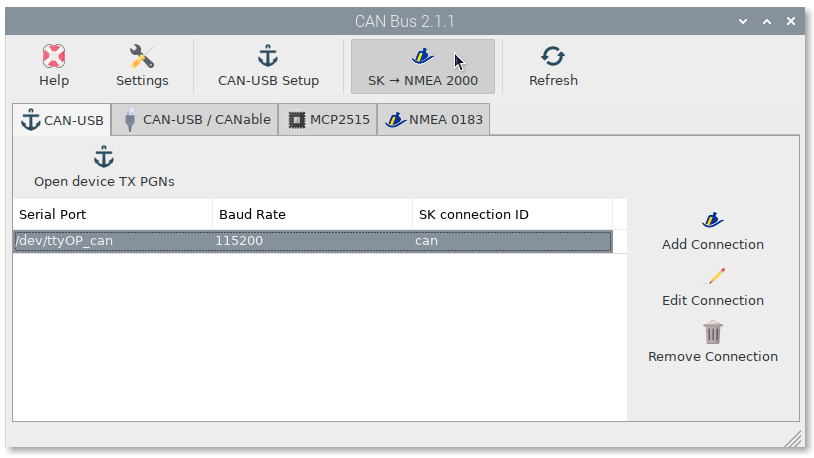 CAN Bus 2.1.1
Help
Settings
CAN-USB Setup
SK → NMEA 2000
Refresh
CAN-USB
CAN-USB / CANable
MCP2515
NMEA 0183
Open device TX PGNs
Serial Port Baud Rate SK connection ID
/dev/ttyOP_can 115200 can
Add Connection
Edit Connection
Remove Connection